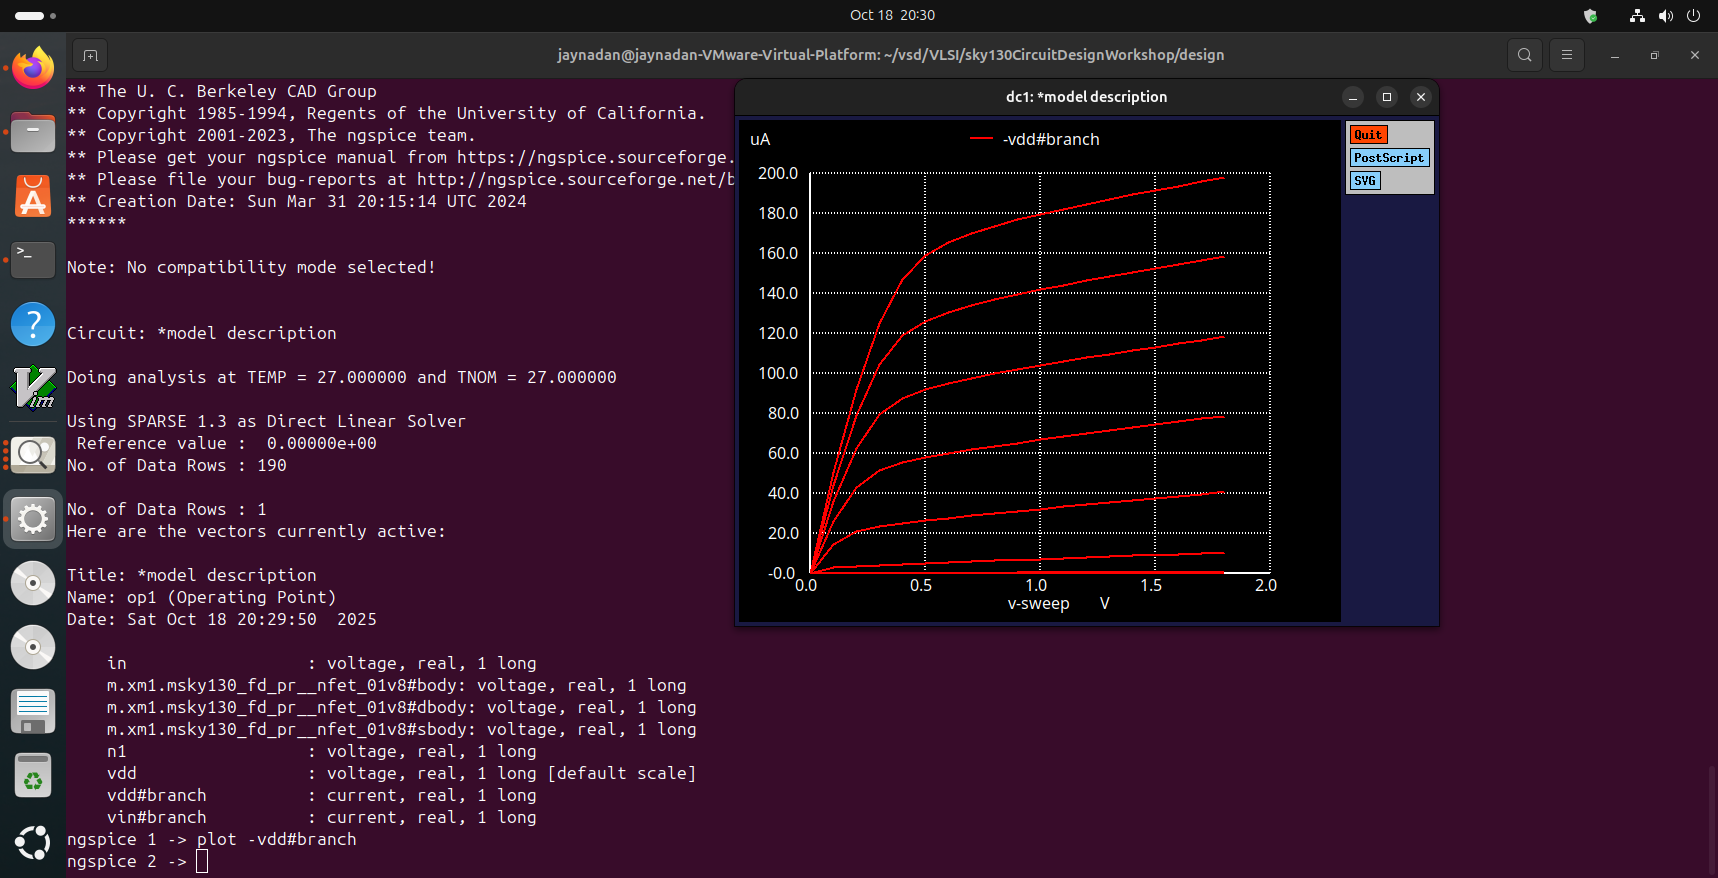 Oct 18 20:30
jaynadan@jaynadan-VMware-Virtual-Platform: ~/vsd/VLSI/sky130CircuitDesignWorkshop/design
** The U. C. Berkeley CAD Group
** Copyright 1985-1994, Regents of the University of California.
** Copyright 2001-2023, The ngspice team.
** Please get your ngspice manual from https://ngspice.sourceforge.
** Please file your bug-reports at http://ngspice.sourceforge.net/b
** Creation Date: Sun Mar 31 20:15:14 UTC 2024
******
Note: No compatibility mode selected!
Circuit: *model description
Doing analysis at TEMP = 27.000000 and TNOM = 27.000000
Using SPARSE 1.3 as Direct Linear Solver
Reference value :  0.00000e+00
No. of Data Rows : 190
No. of Data Rows : 1
Here are the vectors currently active:
Title: *model description
Name: op1 (Operating Point)
Date: Sat Oct 18 20:29:50  2025
in                  : voltage, real, 1 long
m.xm1.msky130_fd_pr__nfet_01v8#body: voltage, real, 1 long
m.xm1.msky130_fd_pr__nfet_01v8#dbody: voltage, real, 1 long
m.xm1.msky130_fd_pr__nfet_01v8#sbody: voltage, real, 1 long
n1                  : voltage, real, 1 long
vdd                 : voltage, real, 1 long [default scale]
vdd#branch          : current, real, 1 long
vin#branch          : current, real, 1 long
ngspice 1 -> plot -vdd#branch
ngspice 2 ->
dc1: *model description
uA
-vdd#branch
200.0
180.0
160.0
140.0
120.0
100.0
80.0
60.0
40.0
20.0
-0.0
0.0 0.5 1.0 1.5 2.0
v-sweep V
Quit
PostScript
SVG
>_
?
Vim